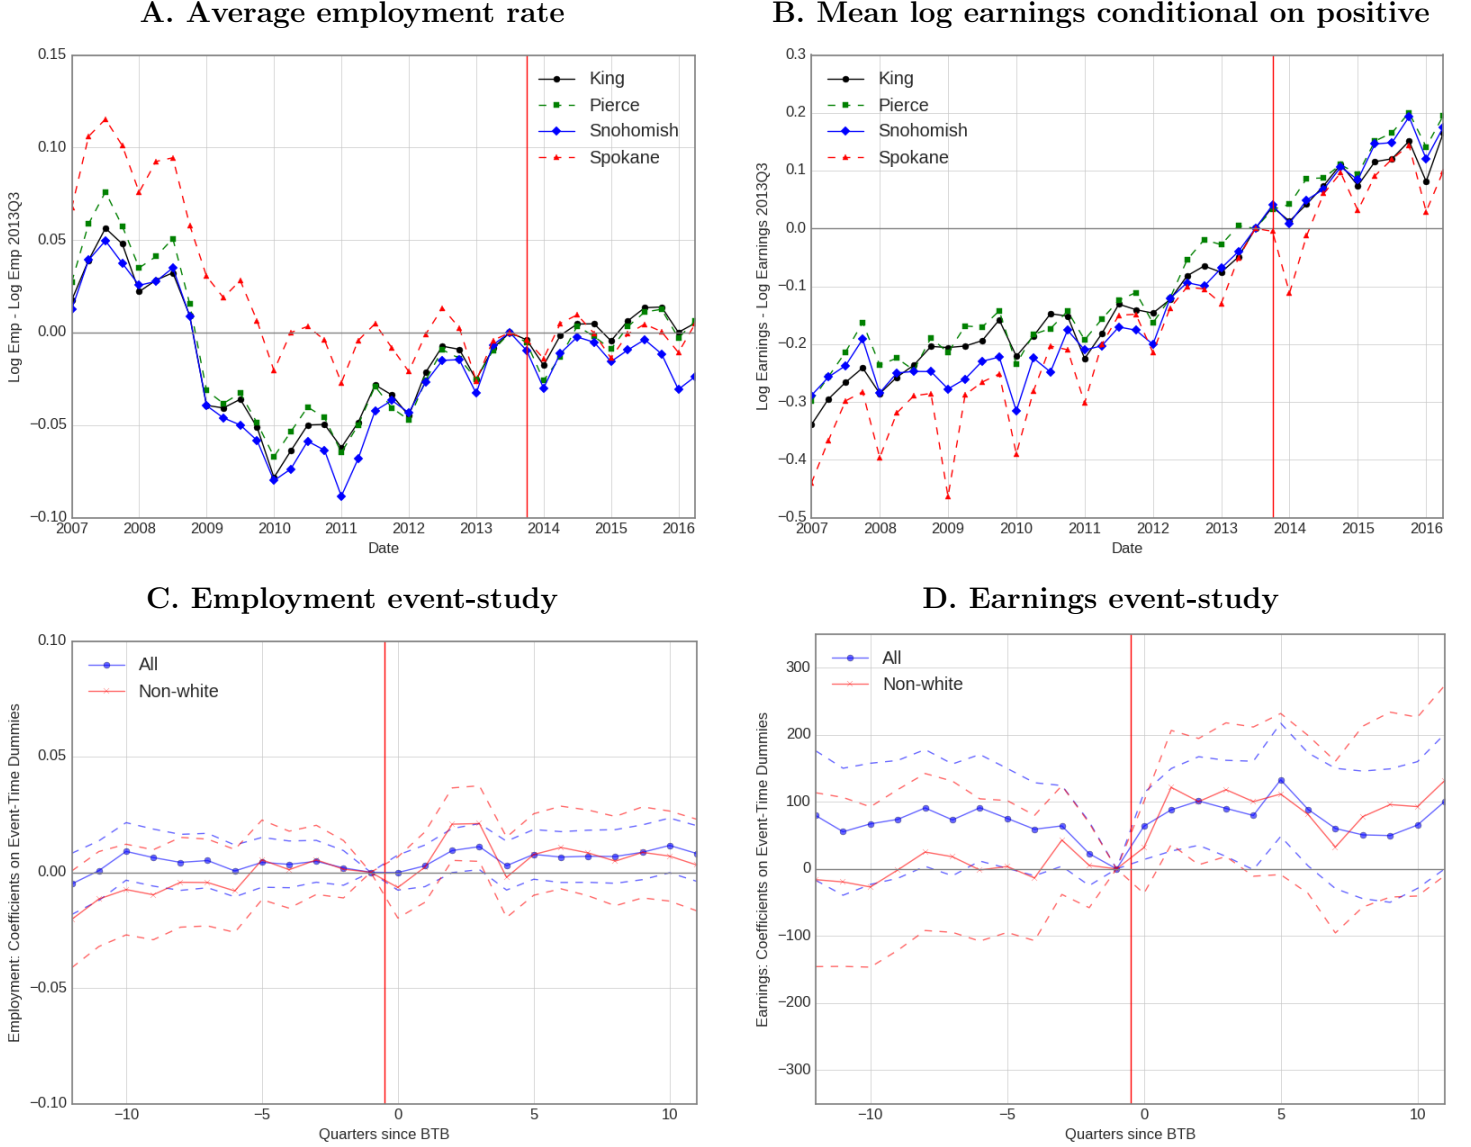 A. Average employment rate
0.15
0.10
0.05
0.00
−0.05
−0.10
Log Emp - Log Emp 2013Q3
King
Pierce
Snohomish
Spokane
2007 2008 2009 2010 2011 2012 2013 2014 2015 2016
Date
B. Mean log earnings conditional on positive
0.3
0.2
0.1
0.0
−0.1
−0.2
−0.3
−0.4
−0.5
Log Earnings - Log Earnings 2013Q3
King
Pierce
Snohomish
Spokane
2007 2008 2009 2010 2011 2012 2013 2014 2015 2016
Date
C. Employment event-study
0.10
0.05
0.00
−0.05
−0.10
Employment: Coefficients on Event-Time Dummies
All
Non-white
−10 −5 0 5 10
Quarters since BTB
D. Earnings event-study
300
200
100
0
−100
−200
−300
Earnings: Coefficients on Event-Time Dummies
All
Non-white
−10 −5 0 5 10
Quarters since BTB